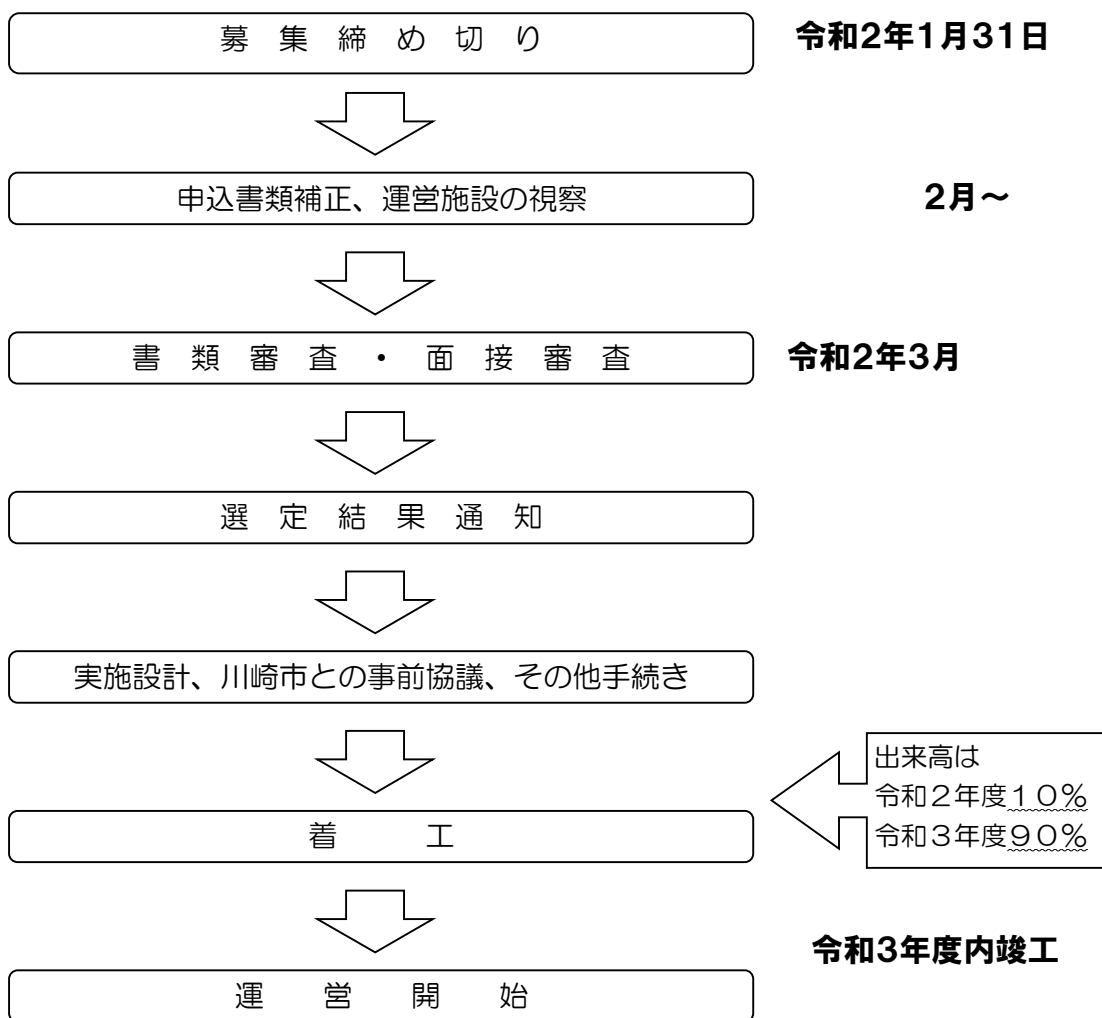 募集締め切り
令和2年1月31日
申込書類補正、運営施設の視察
2月～
書類審査・面接審査
令和2年3月
選定結果通知
実施設計、川崎市との事前協議、その他手続き
出来高は
令和２年度１０％
令和３年度９０％
着工
令和3年度内竣工
運営開始